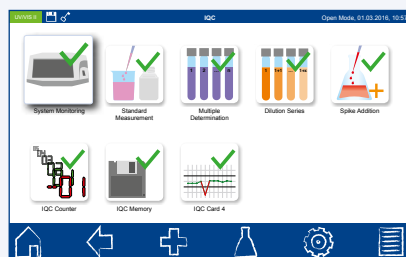 UV/VIS II IQC Open Mode, 01.03.2016, 10:57
System Monitoring
Standard
Measurement
Multiple
Determination
Dilution Series
Spike Addition
IQC Counter
IQC Memory
IQC Card 4